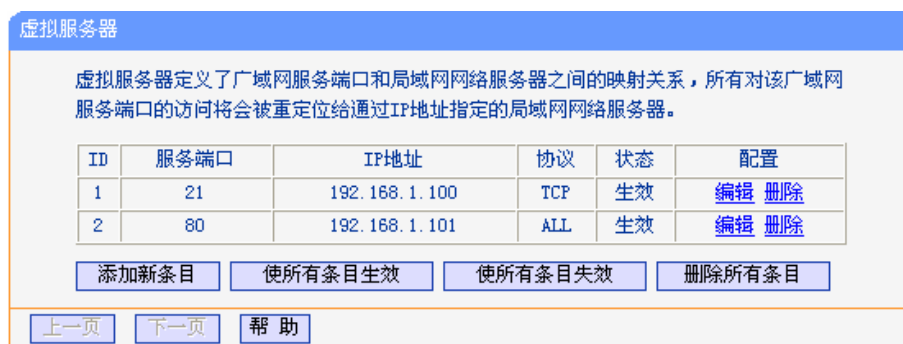 虚拟服务器
虚拟服务器定义了广域网服务端口和局域网网络服务器之间的映射关系，所有对该广域网
服务端口的访问将会被重定位给通过IP地址指定的局域网网络服务器。
ID 服务端口 IP地址 协议 状态 配置
1 21 192.168.1.100 TCP 生效 编辑 删除
2 80 192.168.1.101 ALL 生效 编辑 删除
添加新条目 使所有条目生效 使所有条目失效 删除所有条目
上一页 下一页 帮 助